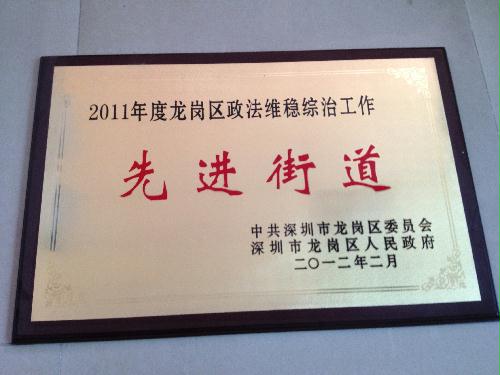 2011年度龙岗区政法维稳综治工作
先进街道
中共深圳市龙岗区委员会
深圳市龙岗区人民政府
二〇一二年二月